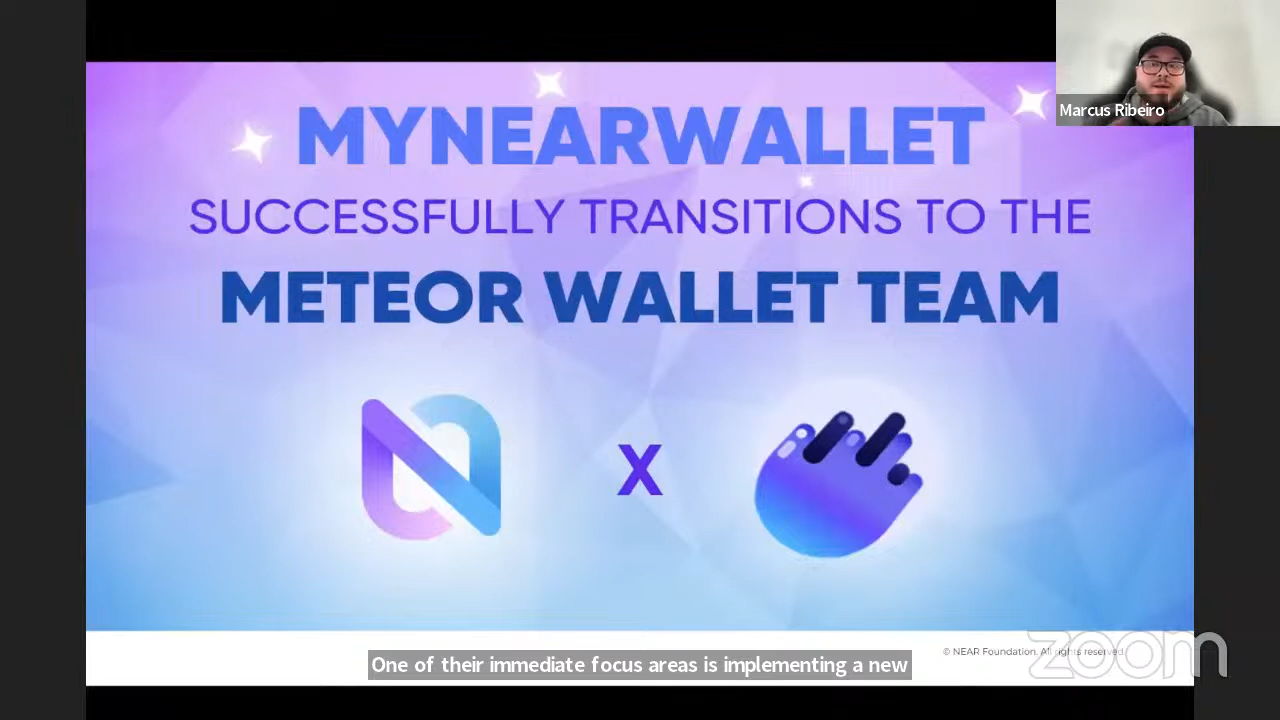 Marcus Ribeiro
MYNEARWALLET
SUCCESSFULLY TRANSITIONS TO THE
METEOR WALLET TEAM
X
© NEAR Foundation. All rights reserved.
zoom
One of their immediate focus areas is implementing a new